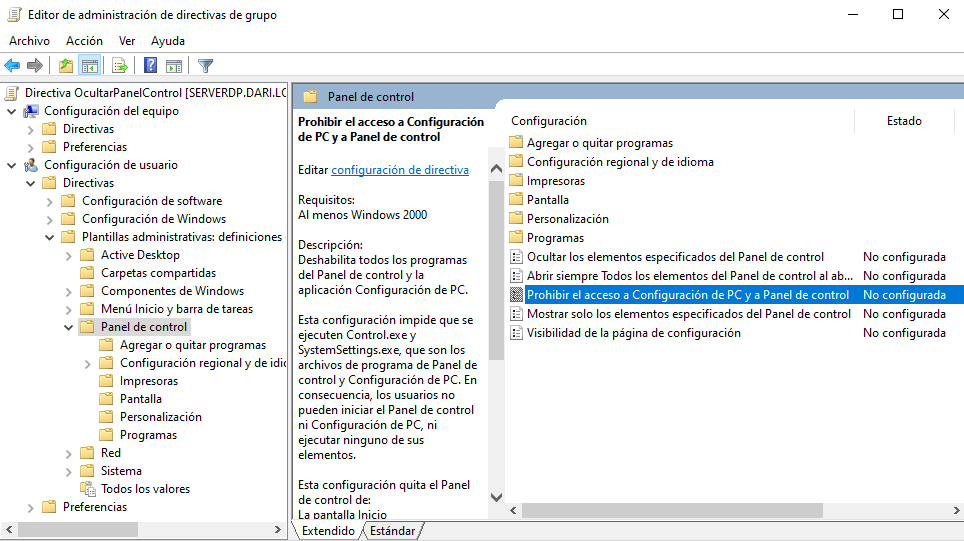 Editor de administración de directivas de grupo
Archivo Acción Ver Ayuda
Directiva OcultarPanelControl [SERVERDP.DARI.LO
Configuración del equipo
Directivas
Preferencias
Configuración de usuario
Directivas
Configuración de software
Configuración de Windows
Plantillas administrativas: definiciones
Active Desktop
Carpetas compartidas
Componentes de Windows
Menú Inicio y barra de tareas
Panel de control
Agregar o quitar programas
Configuración regional y de idio
Impresoras
Pantalla
Personalización
Programas
Red
Sistema
Todos los valores
Preferencias
Panel de control
Prohibir el acceso a Configuración
de PC y a Panel de control
Editar configuración de directiva
Requisitos:
Al menos Windows 2000
Descripción:
Deshabilita todos los programas
del Panel de control y la
aplicación Configuración de PC.
Esta configuración impide que se
ejecuten Control.exe y
SystemSettings.exe, que son los
archivos de programa de Panel de
control y Configuración de PC. En
consecuencia, los usuarios no
pueden iniciar el Panel de control
ni Configuración de PC, ni
ejecutar ninguno de sus
elementos.
Esta configuración quita el Panel
de control de:
La pantalla Inicio
Configuración Estado
Agregar o quitar programas
Configuración regional y de idioma
Impresoras
Pantalla
Personalización
Programas
Ocultar los elementos especificados del Panel de control No configurada
Abrir siempre Todos los elementos del Panel de control al ab... No configurada
Prohibir el acceso a Configuración de PC y a Panel de control No configurada
Mostrar solo los elementos especificados del Panel de control No configurada
Visibilidad de la página de configuración No configurada
Extendido Estándar